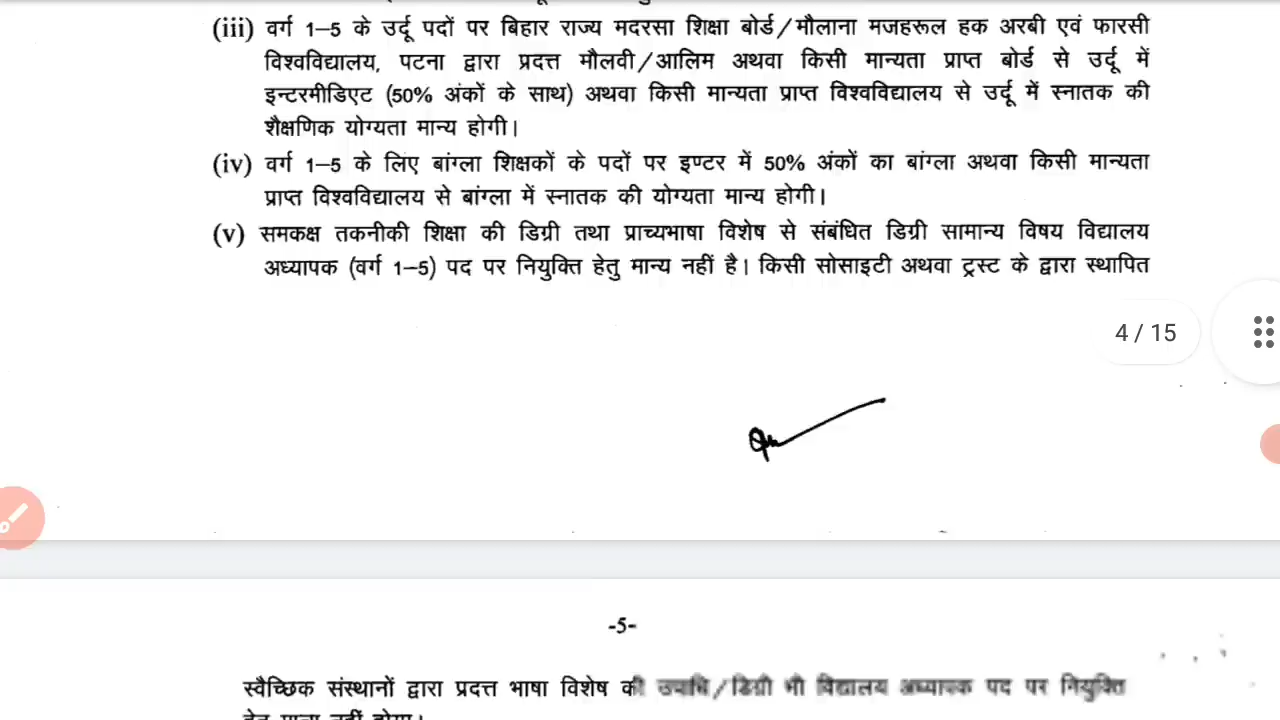 (iii) वर्ग 1–5 के उर्दू पदों पर बिहार राज्य मदरसा शिक्षा बोर्ड/मौलाना मजहरूल हक अरबी एवं फारसी
विश्वविद्यालय, पटना द्वारा प्रदत्त मौलवी/आलिम अथवा किसी मान्यता प्राप्त बोर्ड से उर्दू में
इन्टरमीडिएट (50% अंकों के साथ) अथवा किसी मान्यता प्राप्त विश्वविद्यालय से उर्दू में स्नातक की
शैक्षणिक योग्यता मान्य होगी।
(iv) वर्ग 1–5 के लिए बांग्ला शिक्षकों के पदों पर इण्टर में 50% अंकों का बांग्ला अथवा किसी मान्यता
प्राप्त विश्वविद्यालय से बांग्ला में स्नातक की योग्यता मान्य होगी।
(v) समकक्ष तकनीकी शिक्षा की डिग्री तथा प्राच्यभाषा विशेष से संबंधित डिग्री सामान्य विषय विद्यालय
अध्यापक (वर्ग 1–5) पद पर नियुक्ति हेतु मान्य नहीं है। किसी सोसाइटी अथवा ट्रस्ट के द्वारा स्थापित
4 / 15
-5-
स्वैच्छिक संस्थानों द्वारा प्रदत्त भाषा विशेष की उपाधि/डिग्री भी विद्यालय अध्यापक पद पर नियुक्ति